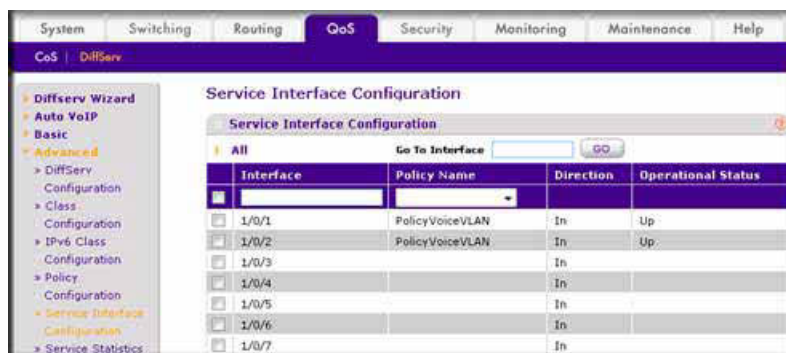 System Switching Routing QoS Security Monitoring Maintenance Help
CoS | DiffServ
Diffserv Wizard
Auto VoIP
Basic
Advanced
» DiffServ
Configuration
» Class
Configuration
» IPv6 Class
Configuration
» Policy
Configuration
» Service Interface
Configuration
» Service Statistics
Service Interface Configuration
Service Interface Configuration
1 All Go To Interface GO
Interface Policy Name Direction Operational Status
1/0/1 PolicyVoiceVLAN In Up
1/0/2 PolicyVoiceVLAN In Up
1/0/3 In
1/0/4 In
1/0/5 In
1/0/6 In
1/0/7 In